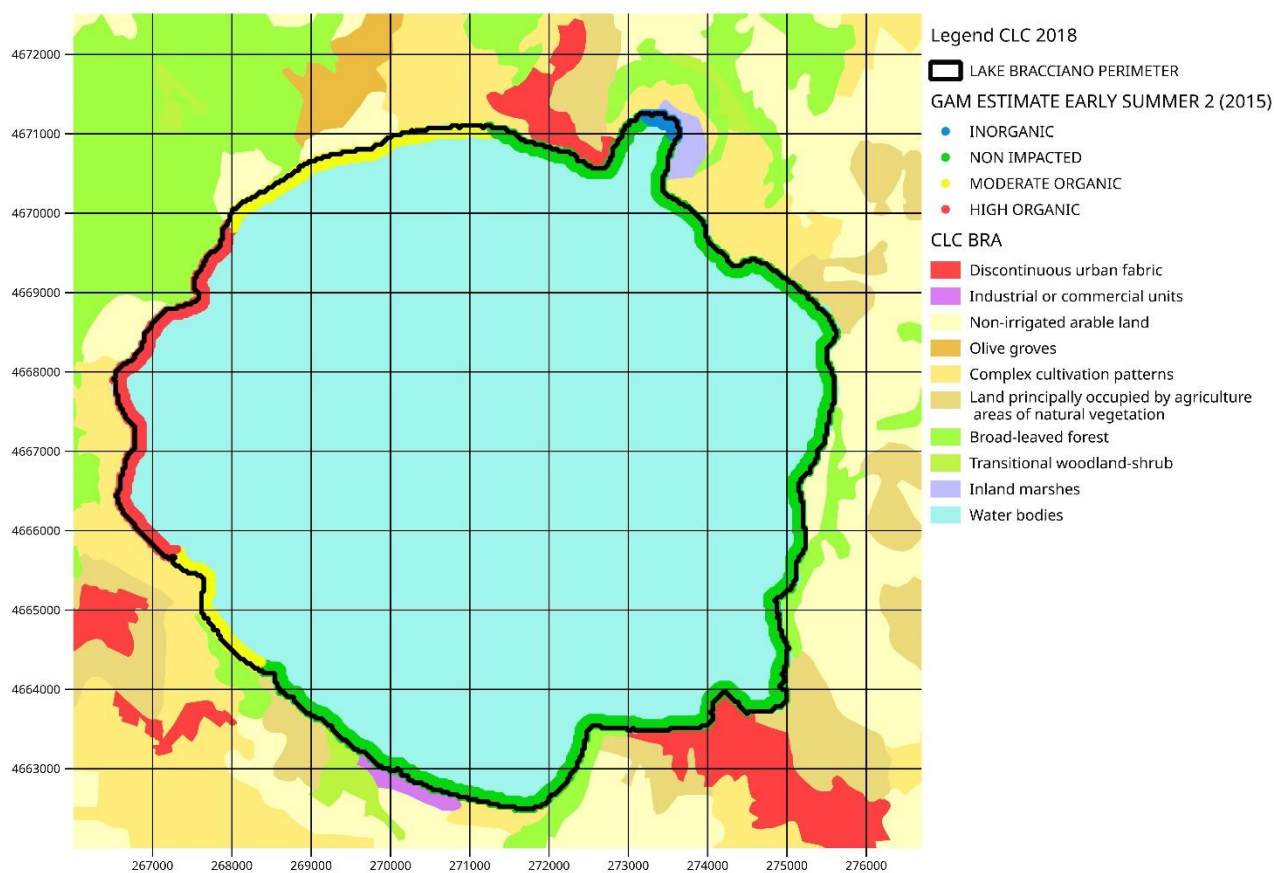 Legend CLC 2018
LAKE BRACCIANO PERIMETER
GAM ESTIMATE EARLY SUMMER 2 (2015)
INORGANIC
NON IMPACTED
MODERATE ORGANIC
HIGH ORGANIC
CLC BRA
Discontinuous urban fabric
Industrial or commercial units
Non-irrigated arable land
Olive groves
Complex cultivation patterns
Land principally occupied by agriculture
areas of natural vegetation
Broad-leaved forest
Transitional woodland-shrub
Inland marshes
Water bodies
4672000
4671000
4670000
4669000
4668000
4667000
4666000
4665000
4664000
4663000
267000 268000 269000 270000 271000 272000 273000 274000 275000 276000